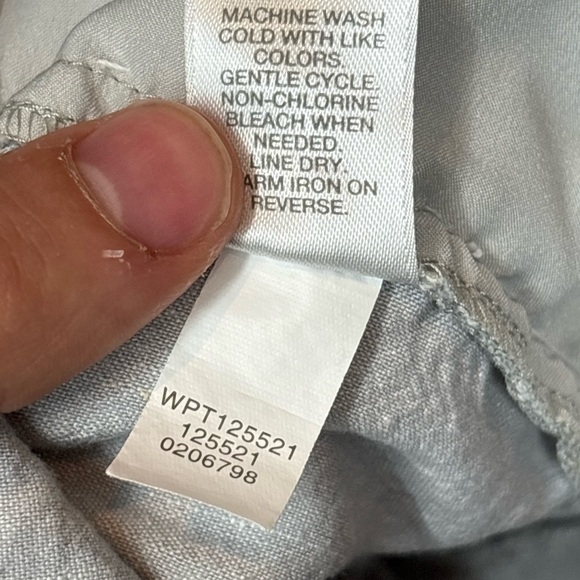 MACHINE WASH
COLD WITH LIKE
COLORS.
GENTLE CYCLE.
NON-CHLORINE
BLEACH WHEN
NEEDED.
LINE DRY.
ARM IRON ON
REVERSE.
WPT125521
125521
0206798